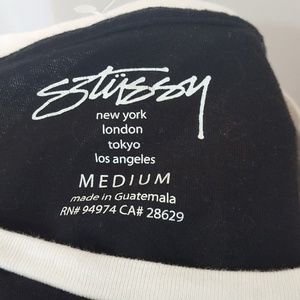 Stüssy
new york
london
tokyo
los angeles
MEDIUM
made in Guatemala
RN# 94974 CA# 28629